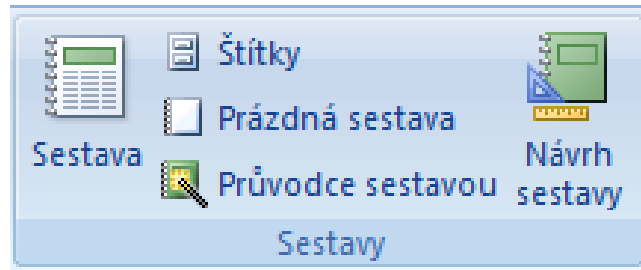 Sestava
Štítky
Prázdná sestava
Průvodce sestavou
Návrh
sestavy
Sestavy